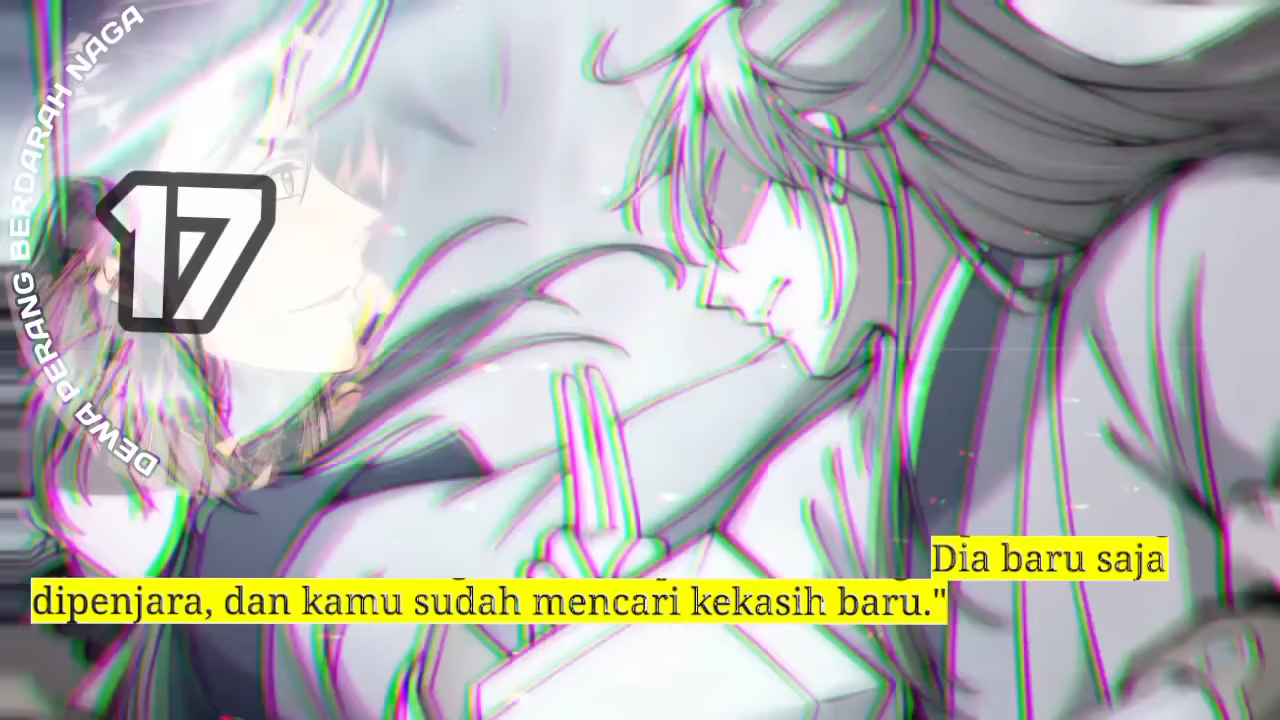 DEWA PERANG BERDARAH NAGA
17
Dia baru saja
dipenjara, dan kamu sudah mencari kekasih baru."